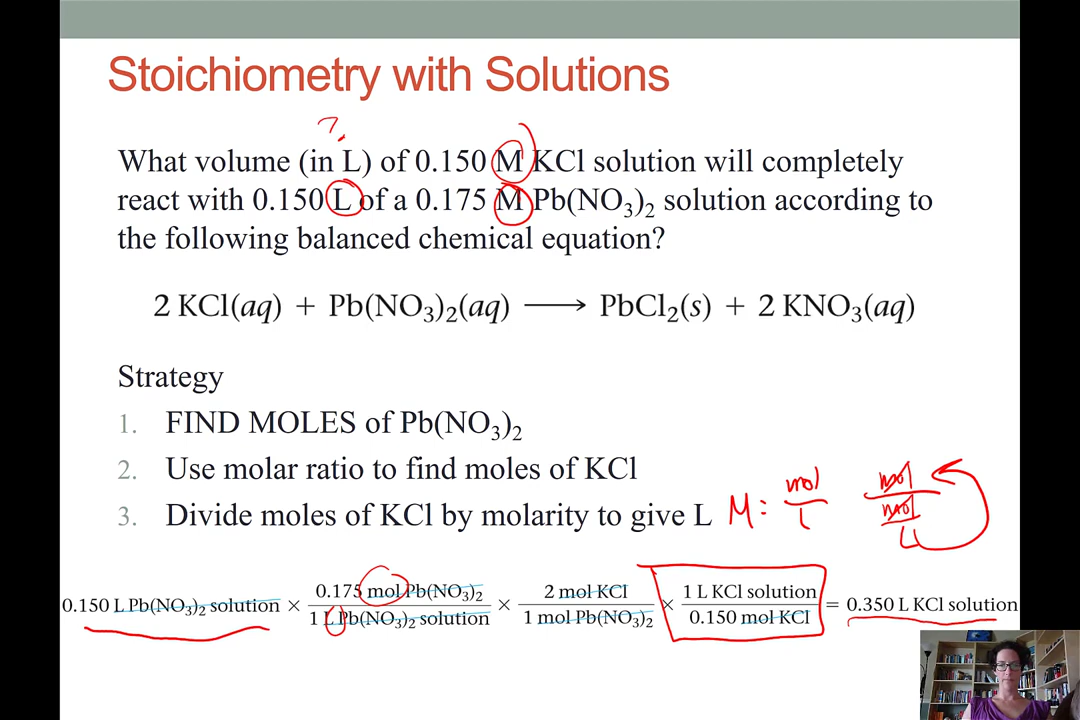 Stoichiometry with Solutions
?
What volume (in L) of 0.150 M KCl solution will completely
react with 0.150 L of a 0.175 M Pb(NO₃)₂ solution according to
the following balanced chemical equation?
2 KCl(aq) + Pb(NO₃)₂(aq) ⟶ PbCl₂(s) + 2 KNO₃(aq)
Strategy
1. FIND MOLES of Pb(NO₃)₂
2. Use molar ratio to find moles of KCl
3. Divide moles of KCl by molarity to give L
M = mol / L
mol / mol / L
0.150 L Pb(NO₃)₂ solution × 0.175 mol Pb(NO₃)₂ / 1 L Pb(NO₃)₂ solution × 2 mol KCl / 1 mol Pb(NO₃)₂ × 1 L KCl solution / 0.150 mol KCl = 0.350 L KCl solution